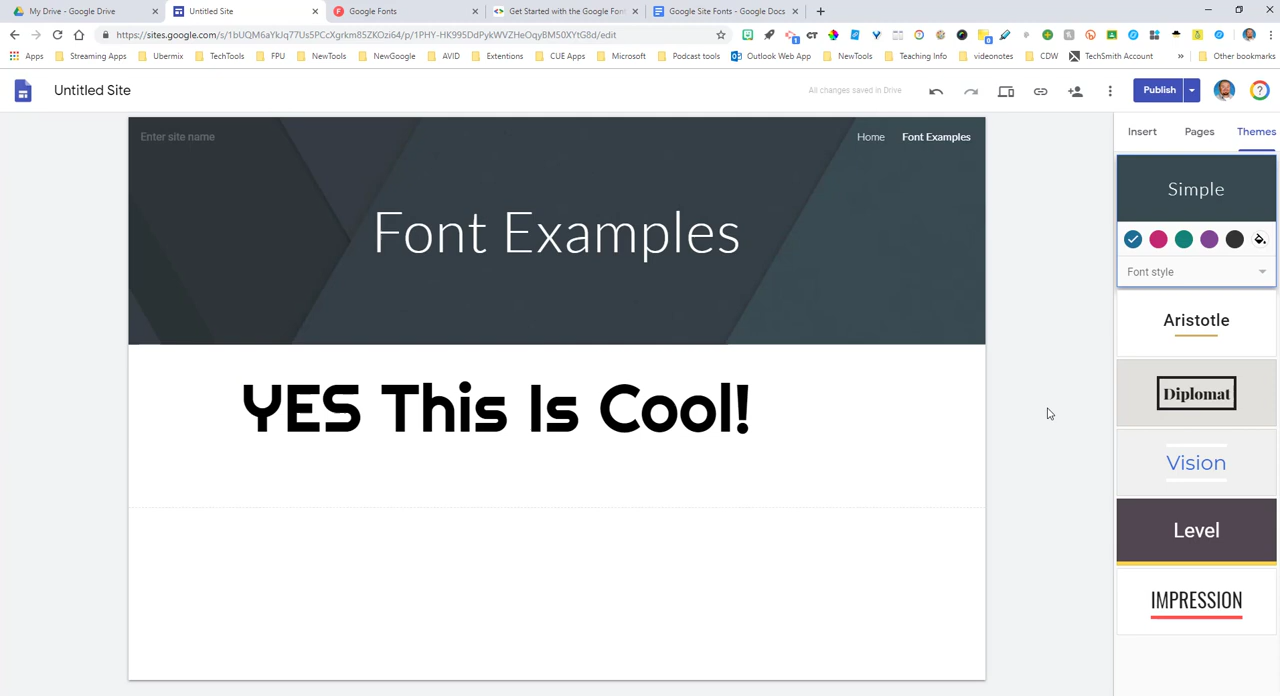 My Drive - Google Drive
Untitled Site
Google Fonts
Get Started with the Google Font
Google Site Fonts - Google Docs
https://sites.google.com/s/1bUQM6aYkJq77Us5PCcXgrkm85ZKOzi64/p/1PHY-HK995DdPykWVZHeOqyBM50XYtG8d/edit
Apps
Streaming Apps
Ubermix
TechTools
FPU
NewTools
NewGoogle
AVID
Extentions
CUE Apps
Microsoft
Podcast tools
Outlook Web App
NewTools
Teaching Info
videonotes
CDW
TechSmith Account
»
Other bookmarks
Untitled Site
All changes saved in Drive
Publish
Insert
Pages
Themes
Enter site name
Home
Font Examples
Font Examples
YES This Is Cool!
Simple
Font style
Aristotle
Diplomat
Vision
Level
IMPRESSION